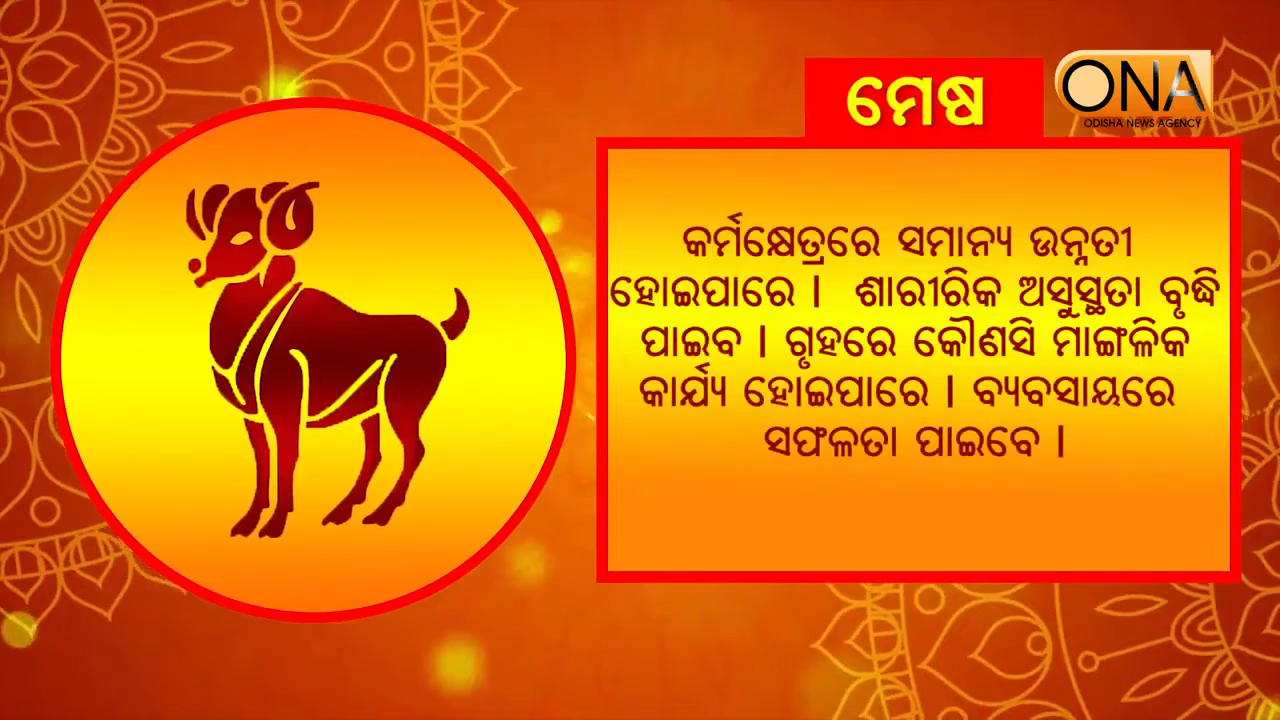 ମେଷ
ONA
ODISHA NEWS AGENCY
କର୍ମକ୍ଷେତ୍ରରେ ସମାନ୍ୟ ଉନ୍ନତୀ
ହୋଇପାରେ | ଶାରୀରିକ ଅସୁସ୍ଥତା ବୃଦ୍ଧି
ପାଇବ | ଗୃହରେ କୌଣସି ମାଙ୍ଗଳିକ
କାର୍ଯ୍ୟ ହୋଇପାରେ | ବ୍ୟବସାୟରେ
ସଫଳତା ପାଇବେ |